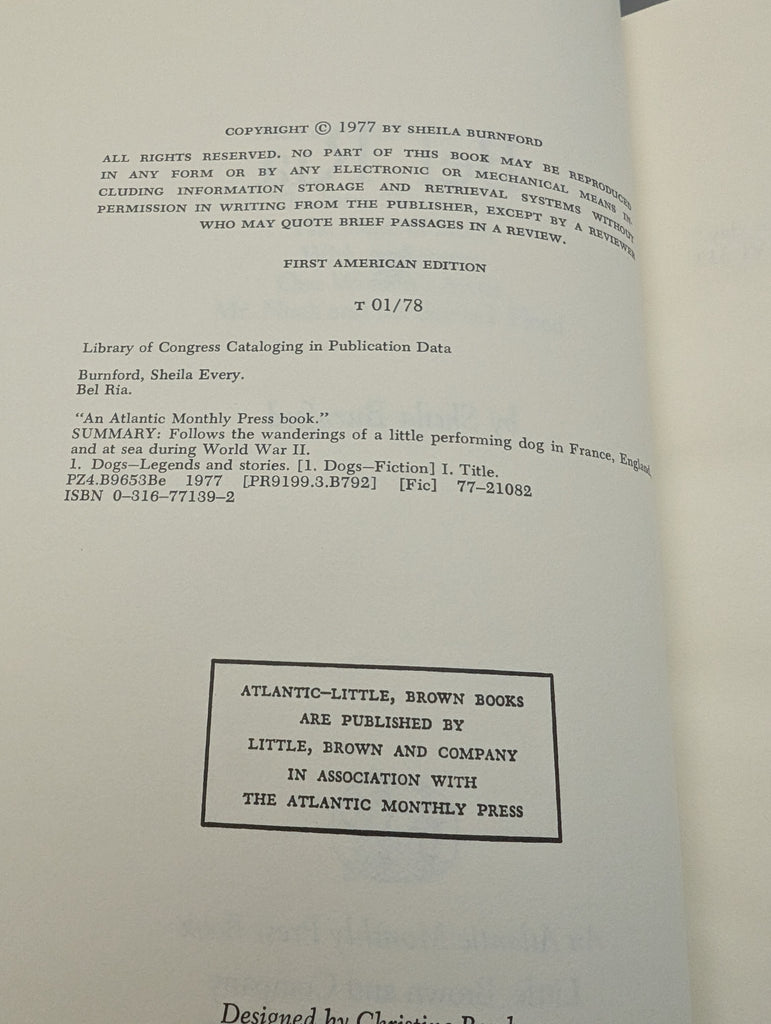 COPYRIGHT © 1977 BY SHEILA BURNFORD
ALL RIGHTS RESERVED. NO PART OF THIS BOOK MAY BE REPRODUCED
IN ANY FORM OR BY ANY ELECTRONIC OR MECHANICAL MEANS IN-
CLUDING INFORMATION STORAGE AND RETRIEVAL SYSTEMS WITHOUT
PERMISSION IN WRITING FROM THE PUBLISHER, EXCEPT BY A REVIEWER
WHO MAY QUOTE BRIEF PASSAGES IN A REVIEW.
FIRST AMERICAN EDITION
T 01/78
Library of Congress Cataloging in Publication Data
Burnford, Sheila Every.
Bel Ria.
"An Atlantic Monthly Press book."
SUMMARY: Follows the wanderings of a little performing dog in France, England,
and at sea during World War II.
1. Dogs—Legends and stories. [1. Dogs—Fiction] I. Title.
PZ4.B9653Be 1977 [PR9199.3.B792] [Fic] 77–21082
ISBN 0–316–77139–2
ATLANTIC–LITTLE, BROWN BOOKS
ARE PUBLISHED BY
LITTLE, BROWN AND COMPANY
IN ASSOCIATION WITH
THE ATLANTIC MONTHLY PRESS
Designed by